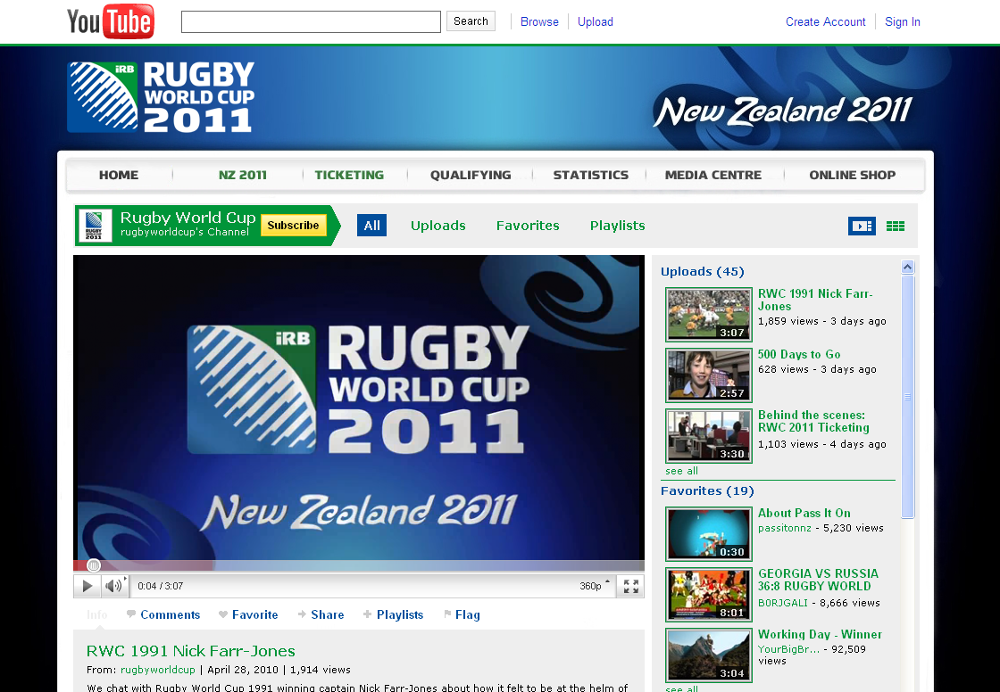 You Tube
Search
Browse
Upload
Create Account
Sign In
iRB RUGBY
WORLD CUP
2011
New Zealand 2011
HOME
NZ 2011
TICKETING
QUALIFYING
STATISTICS
MEDIA CENTRE
ONLINE SHOP
RUGBY
2011
Rugby World Cup
rugbyworldcup's Channel
Subscribe
All
Uploads
Favorites
Playlists
iRB RUGBY
WORLD CUP
2011
New Zealand 2011
0:04 / 3:07
360p
Info
Comments
Favorite
Share
Playlists
Flag
RWC 1991 Nick Farr-Jones
From: rugbyworldcup | April 28, 2010 | 1,914 views
We chat with Rugby World Cup 1991 winning captain Nick Farr-Jones about how it felt to be at the helm of
Uploads (45)
3:07
RWC 1991 Nick Farr-
Jones
1,859 views - 3 days ago
2:57
500 Days to Go
628 views - 3 days ago
3:30
Behind the scenes:
RWC 2011 Ticketing
1,103 views - 4 days ago
see all
Favorites (19)
0:30
About Pass It On
passitonnz - 5,230 views
8:01
GEORGIA VS RUSSIA
36:8 RUGBY WORLD
B0RJGALI - 8,666 views
3:04
Working Day - Winner
YourBigBr... - 92,509
views
see all